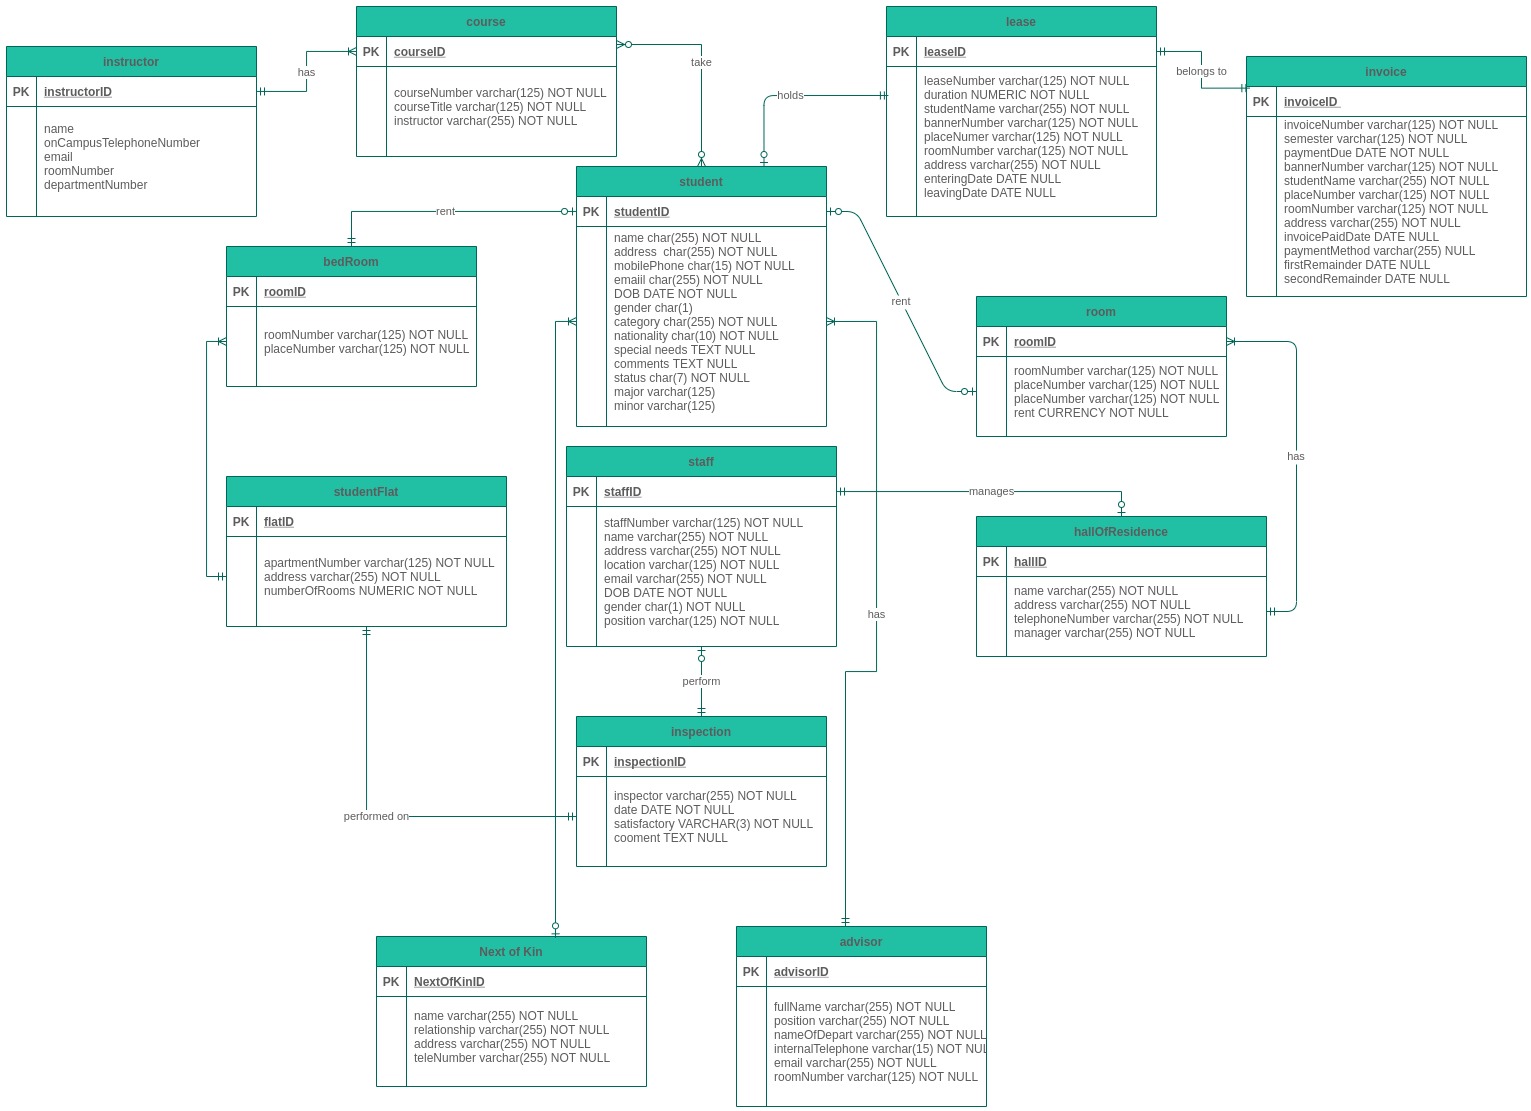 instructor
PK instructorID
name
onCampusTelephoneNumber
email
roomNumber
departmentNumber
has
course
PK courseID
courseNumber varchar(125) NOT NULL
courseTitle varchar(125) NOT NULL
instructor varchar(255) NOT NULL
take
lease
PK leaseID
leaseNumber varchar(125) NOT NULL
duration NUMERIC NOT NULL
studentName varchar(255) NOT NULL
bannerNumber varchar(125) NOT NULL
placeNumer varchar(125) NOT NULL
roomNumber varchar(125) NOT NULL
address varchar(255) NOT NULL
enteringDate DATE NULL
leavingDate DATE NULL
holds
belongs to
invoice
PK invoiceID
invoiceNumber varchar(125) NOT NULL
semester varchar(125) NOT NULL
paymentDue DATE NOT NULL
bannerNumber varchar(125) NOT NULL
studentName varchar(255) NOT NULL
placeNumber varchar(125) NOT NULL
roomNumber varchar(125) NOT NULL
address varchar(255) NOT NULL
invoicePaidDate DATE NULL
paymentMethod varchar(255) NULL
firstRemainder DATE NULL
secondRemainder DATE NULL
student
PK studentID
name char(255) NOT NULL
address  char(255) NOT NULL
mobilePhone char(15) NOT NULL
emaiil char(255) NOT NULL
DOB DATE NOT NULL
gender char(1)
category char(255) NOT NULL
nationality char(10) NOT NULL
special needs TEXT NULL
comments TEXT NULL
status char(7) NOT NULL
major varchar(125)
minor varchar(125)
rent
bedRoom
PK roomID
roomNumber varchar(125) NOT NULL
placeNumber varchar(125) NOT NULL
rent
room
PK roomID
roomNumber varchar(125) NOT NULL
placeNumber varchar(125) NOT NULL
placeNumber varchar(125) NOT NULL
rent CURRENCY NOT NULL
has
studentFlat
PK flatID
apartmentNumber varchar(125) NOT NULL
address varchar(255) NOT NULL
numberOfRooms NUMERIC NOT NULL
staff
PK staffID
staffNumber varchar(125) NOT NULL
name varchar(255) NOT NULL
address varchar(255) NOT NULL
location varchar(125) NOT NULL
email varchar(255) NOT NULL
DOB DATE NOT NULL
gender char(1) NOT NULL
position varchar(125) NOT NULL
manages
hallOfResidence
PK hallID
name varchar(255) NOT NULL
address varchar(255) NOT NULL
telephoneNumber varchar(255) NOT NULL
manager varchar(255) NOT NULL
has
perform
inspection
PK inspectionID
inspector varchar(255) NOT NULL
date DATE NOT NULL
satisfactory VARCHAR(3) NOT NULL
cooment TEXT NULL
performed on
Next of Kin
PK NextOfKinID
name varchar(255) NOT NULL
relationship varchar(255) NOT NULL
address varchar(255) NOT NULL
teleNumber varchar(255) NOT NULL
advisor
PK advisorID
fullName varchar(255) NOT NULL
position varchar(255) NOT NULL
nameOfDepart varchar(255) NOT NULL
internalTelephone varchar(15) NOT NUL
email varchar(255) NOT NULL
roomNumber varchar(125) NOT NULL